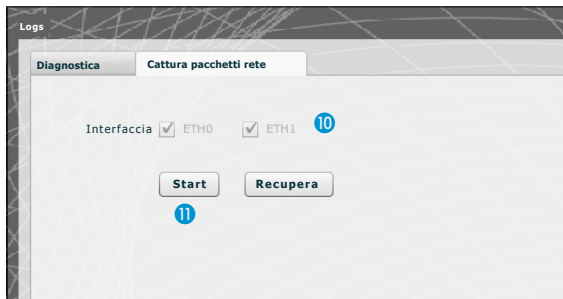 Logs
Diagnostica Cattura pacchetti rete
Interfaccia ETH0 ETH1 10
Start Recupera
11